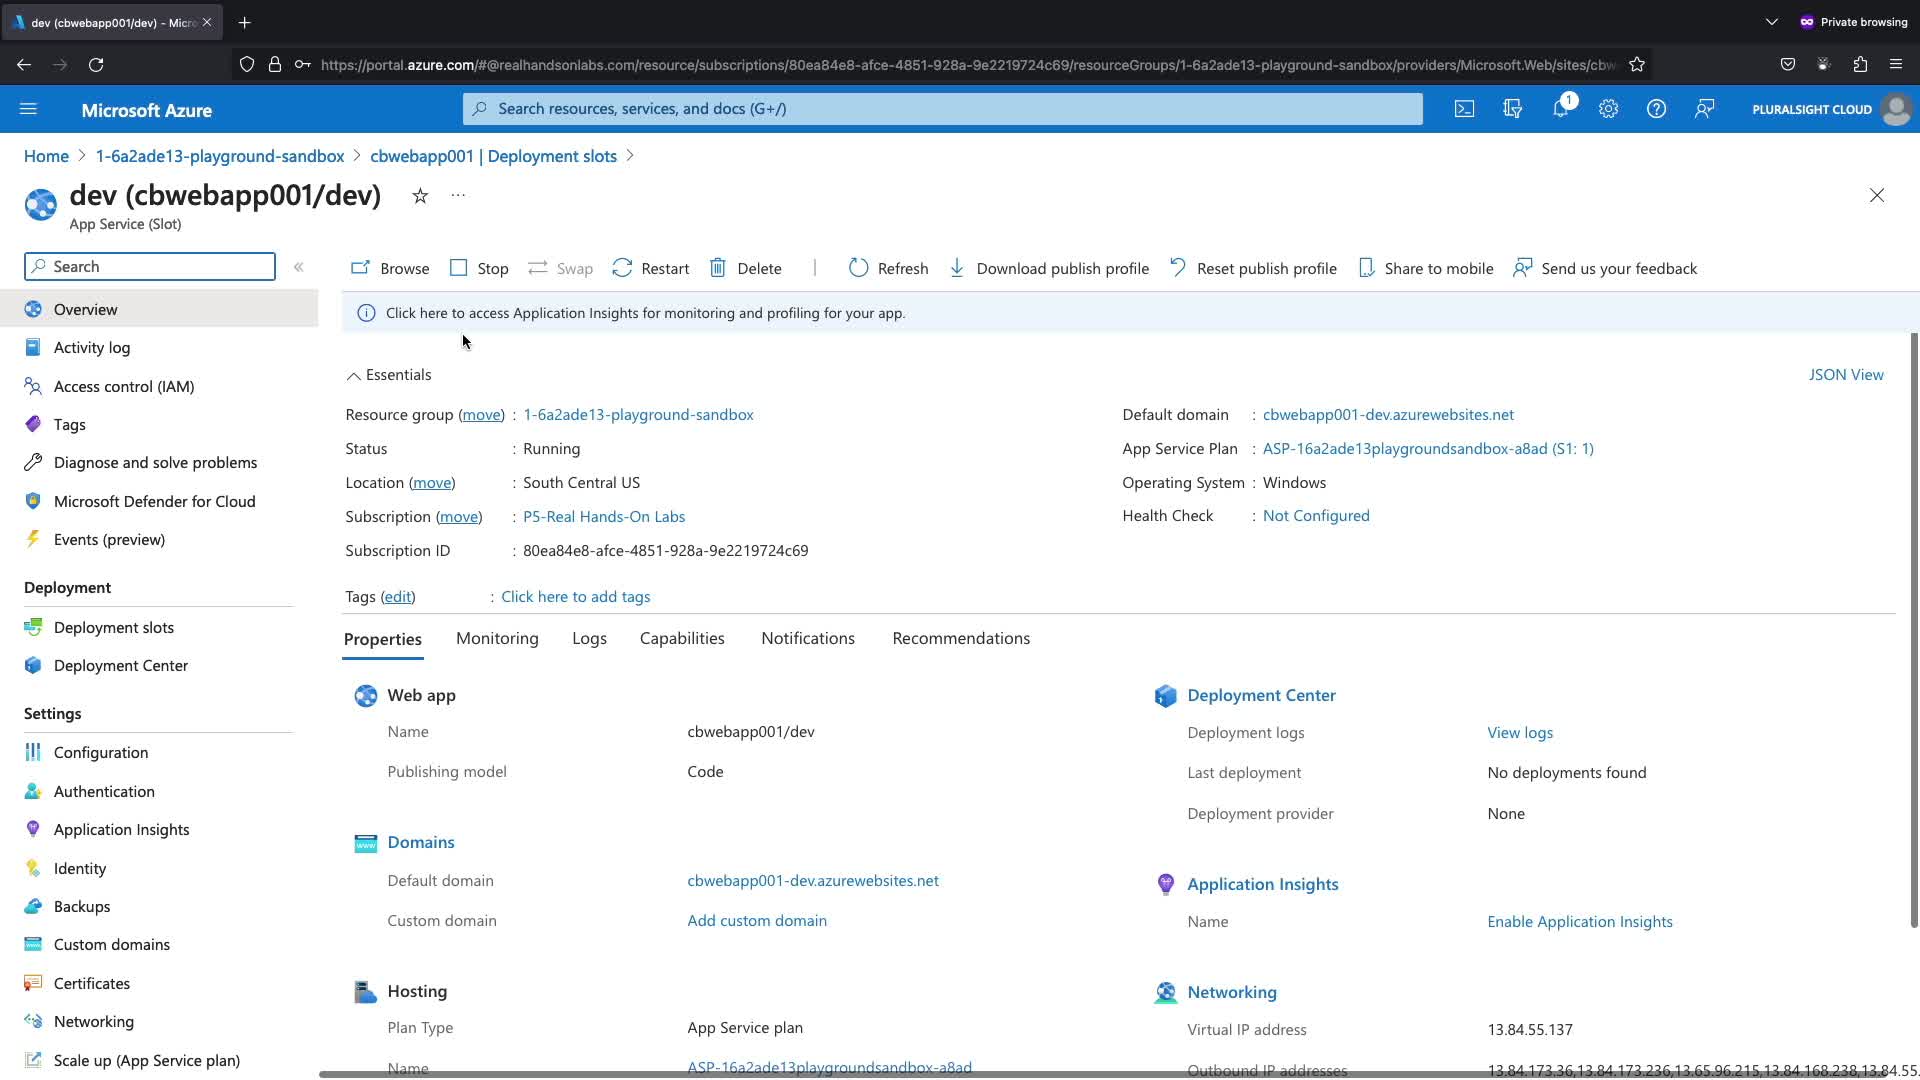 dev (cbwebapp001/dev) - Micro
Private browsing
https://portal.azure.com/#@realhandsonlabs.com/resource/subscriptions/80ea84e8-afce-4851-928a-9e2219724c69/resourceGroups/1-6a2ade13-playground-sandbox/providers/Microsoft.Web/sites/cbw
Microsoft Azure
Search resources, services, and docs (G+/)
1
PLURALSIGHT CLOUD
Home > 1-6a2ade13-playground-sandbox > cbwebapp001 | Deployment slots >
dev (cbwebapp001/dev)
App Service (Slot)
Search
Browse Stop Swap Restart Delete | Refresh Download publish profile Reset publish profile Share to mobile Send us your feedback
Overview
Activity log
Access control (IAM)
Tags
Diagnose and solve problems
Microsoft Defender for Cloud
Events (preview)
Deployment
Deployment slots
Deployment Center
Settings
Configuration
Authentication
Application Insights
Identity
Backups
Custom domains
Certificates
Networking
Scale up (App Service plan)
Click here to access Application Insights for monitoring and profiling for your app.
Essentials
JSON View
Resource group (move) : 1-6a2ade13-playground-sandbox
Status : Running
Location (move) : South Central US
Subscription (move) : P5-Real Hands-On Labs
Subscription ID : 80ea84e8-afce-4851-928a-9e2219724c69
Default domain : cbwebapp001-dev.azurewebsites.net
App Service Plan : ASP-16a2ade13playgroundsandbox-a8ad (S1: 1)
Operating System : Windows
Health Check : Not Configured
Tags (edit) : Click here to add tags
Properties Monitoring Logs Capabilities Notifications Recommendations
Web app
Name cbwebapp001/dev
Publishing model Code
Domains
Default domain cbwebapp001-dev.azurewebsites.net
Custom domain Add custom domain
Hosting
Plan Type App Service plan
Name ASP-16a2ade13playgroundsandbox-a8ad
Deployment Center
Deployment logs View logs
Last deployment No deployments found
Deployment provider None
Application Insights
Name Enable Application Insights
Networking
Virtual IP address 13.84.55.137
Outbound IP addresses 13.84.173.36,13.84.173.236,13.65.96.215,13.84.168.238,13.84.55.